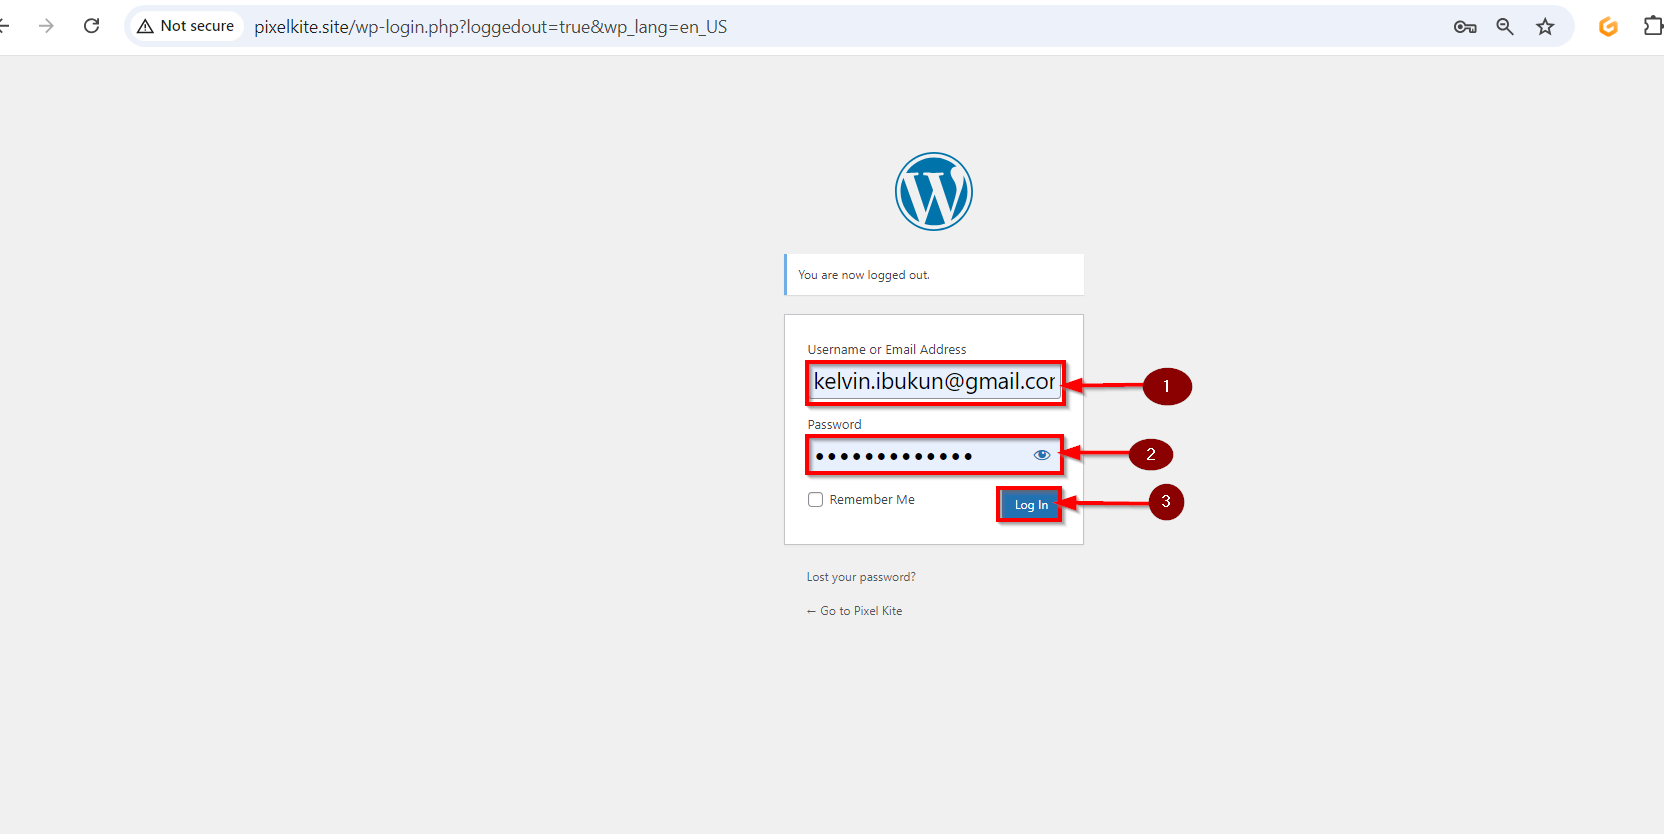 Not secure pixelkite.site/wp-login.php?loggedout=true&wp_lang=en_US
You are now logged out.
Username or Email Address
kelvin.ibukun@gmail.cor
1
Password
2
Remember Me
Log In
3
Lost your password?
← Go to Pixel Kite